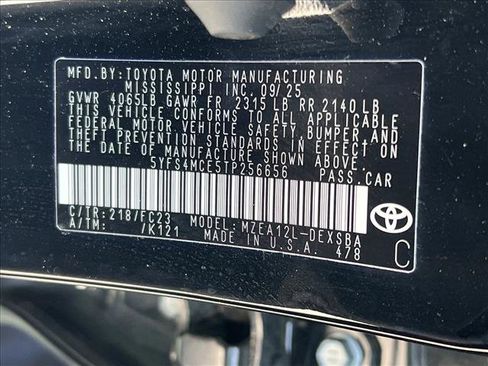 MFD.BY:TOYOTA MOTOR MANUFACTURING
MISSISSIPPI INC.09/25
GVWR 4065LB GAWR FR 2315 LB RR 2140 LB
THIS VEHICLE CONFORMS TO ALL APPLICABLE
FEDERAL MOTOR VEHICLE SAFETY, BUMPER, AND
THEFT PREVENTION STANDARDS IN EFFECT ON
THE DATE OF MANUFACTURE SHOWN ABOVE.
5YFS4MCE5TP256656 PASS.CAR
C/TR:218/FC23 MODEL:MZEA12L-DEXSBA
A/TM: /K121 MADE IN U.S.A. 478
C